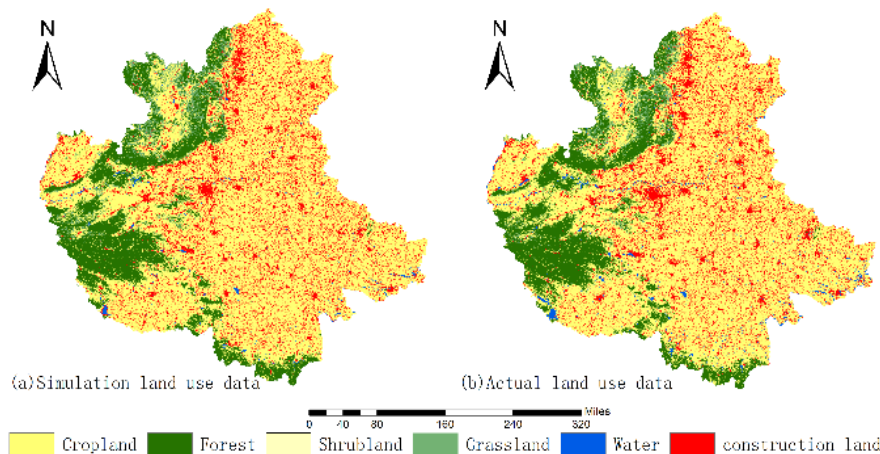 N
N
(a)Simulation land use data
(b)Actual land use data
0 20 40 80 160 240 320
Miles
Cropland Forest Shrubland Grassland Water construction land